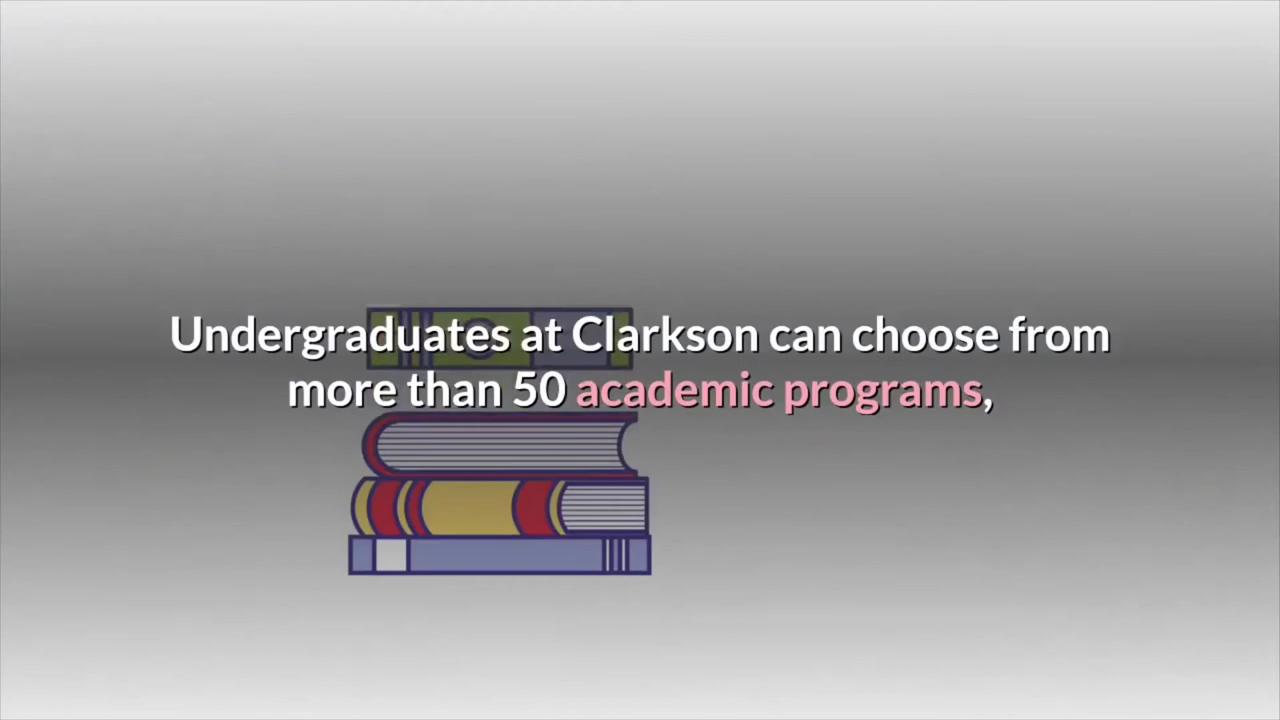 Undergraduates at Clarkson can choose from
more than 50 academic programs,